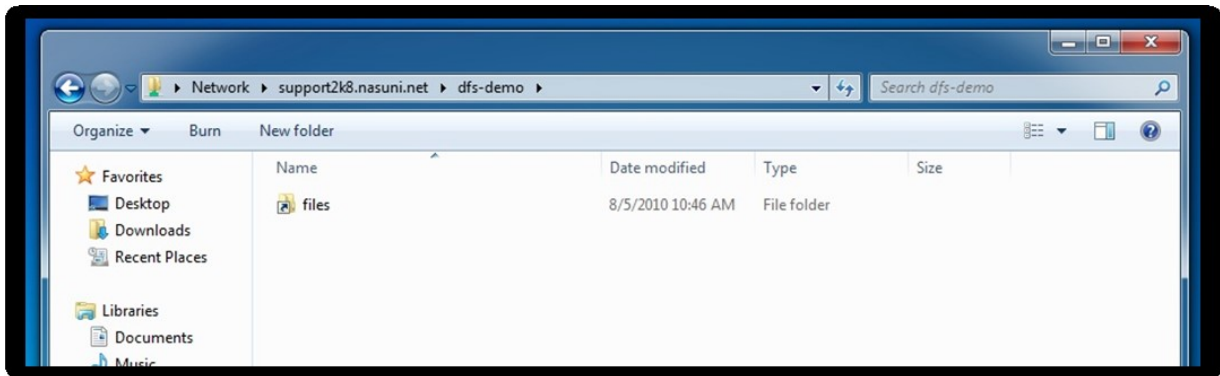 Network support2k8.nasuni.net dfs-demo Search dfs-demo
Organize Burn New folder
Favorites Name Date modified Type Size
Desktop files 8/5/2010 10:46 AM File folder
Downloads
Recent Places
Libraries
Documents
Music